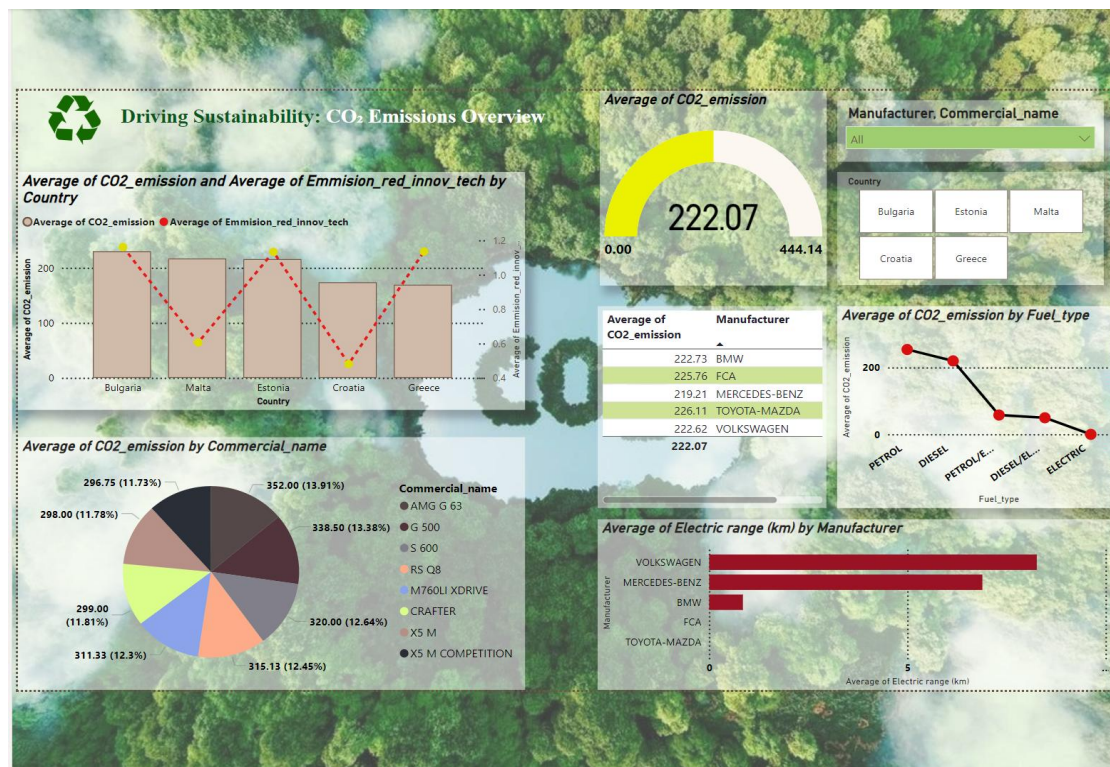 Driving Sustainability: CO₂ Emissions Overview
Average of CO2_emission and Average of Emmision_red_innov_tech by
Country
Average of CO2_emission Average of Emmision_red_innov_tech
Average of CO2_emission
200
100
0
1.2
1.0
0.8
0.6
0.4
Average of Emmision_red_innov_...
Bulgaria Malta Estonia Croatia Greece
Country
Average of CO2_emission by Commercial_name
296.75 (11.73%)
352.00 (13.91%)
298.00 (11.78%)
338.50 (13.38%)
299.00
(11.81%)
320.00 (12.64%)
311.33 (12.3%)
315.13 (12.45%)
Commercial_name
AMG G 63
G 500
S 600
RS Q8
M760LI XDRIVE
CRAFTER
X5 M
X5 M COMPETITION
Average of CO2_emission
222.07
0.00 444.14
Manufacturer, Commercial_name
All
Country
Bulgaria Estonia Malta
Croatia Greece
Average of Manufacturer
CO2_emission
222.73 BMW
225.76 FCA
219.21 MERCEDES-BENZ
226.11 TOYOTA-MAZDA
222.62 VOLKSWAGEN
222.07
Average of CO2_emission by Fuel_type
Average of CO2_emission
200
0
PETROL DIESEL PETROL/E... DIESEL/EL... ELECTRIC
Fuel_type
Average of Electric range (km) by Manufacturer
Manufacturer
VOLKSWAGEN
MERCEDES-BENZ
BMW
FCA
TOYOTA-MAZDA
0 5 ...
Average of Electric range (km)